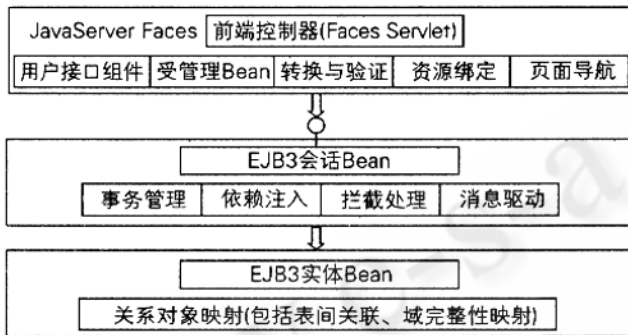 JavaServer Faces 前端控制器(Faces Servlet)
用户接口组件 受管理Bean 转换与验证 资源绑定 页面导航
EJB3会话Bean
事务管理 依赖注入 拦截处理 消息驱动
EJB3实体Bean
关系对象映射(包括表间关联、域完整性映射)